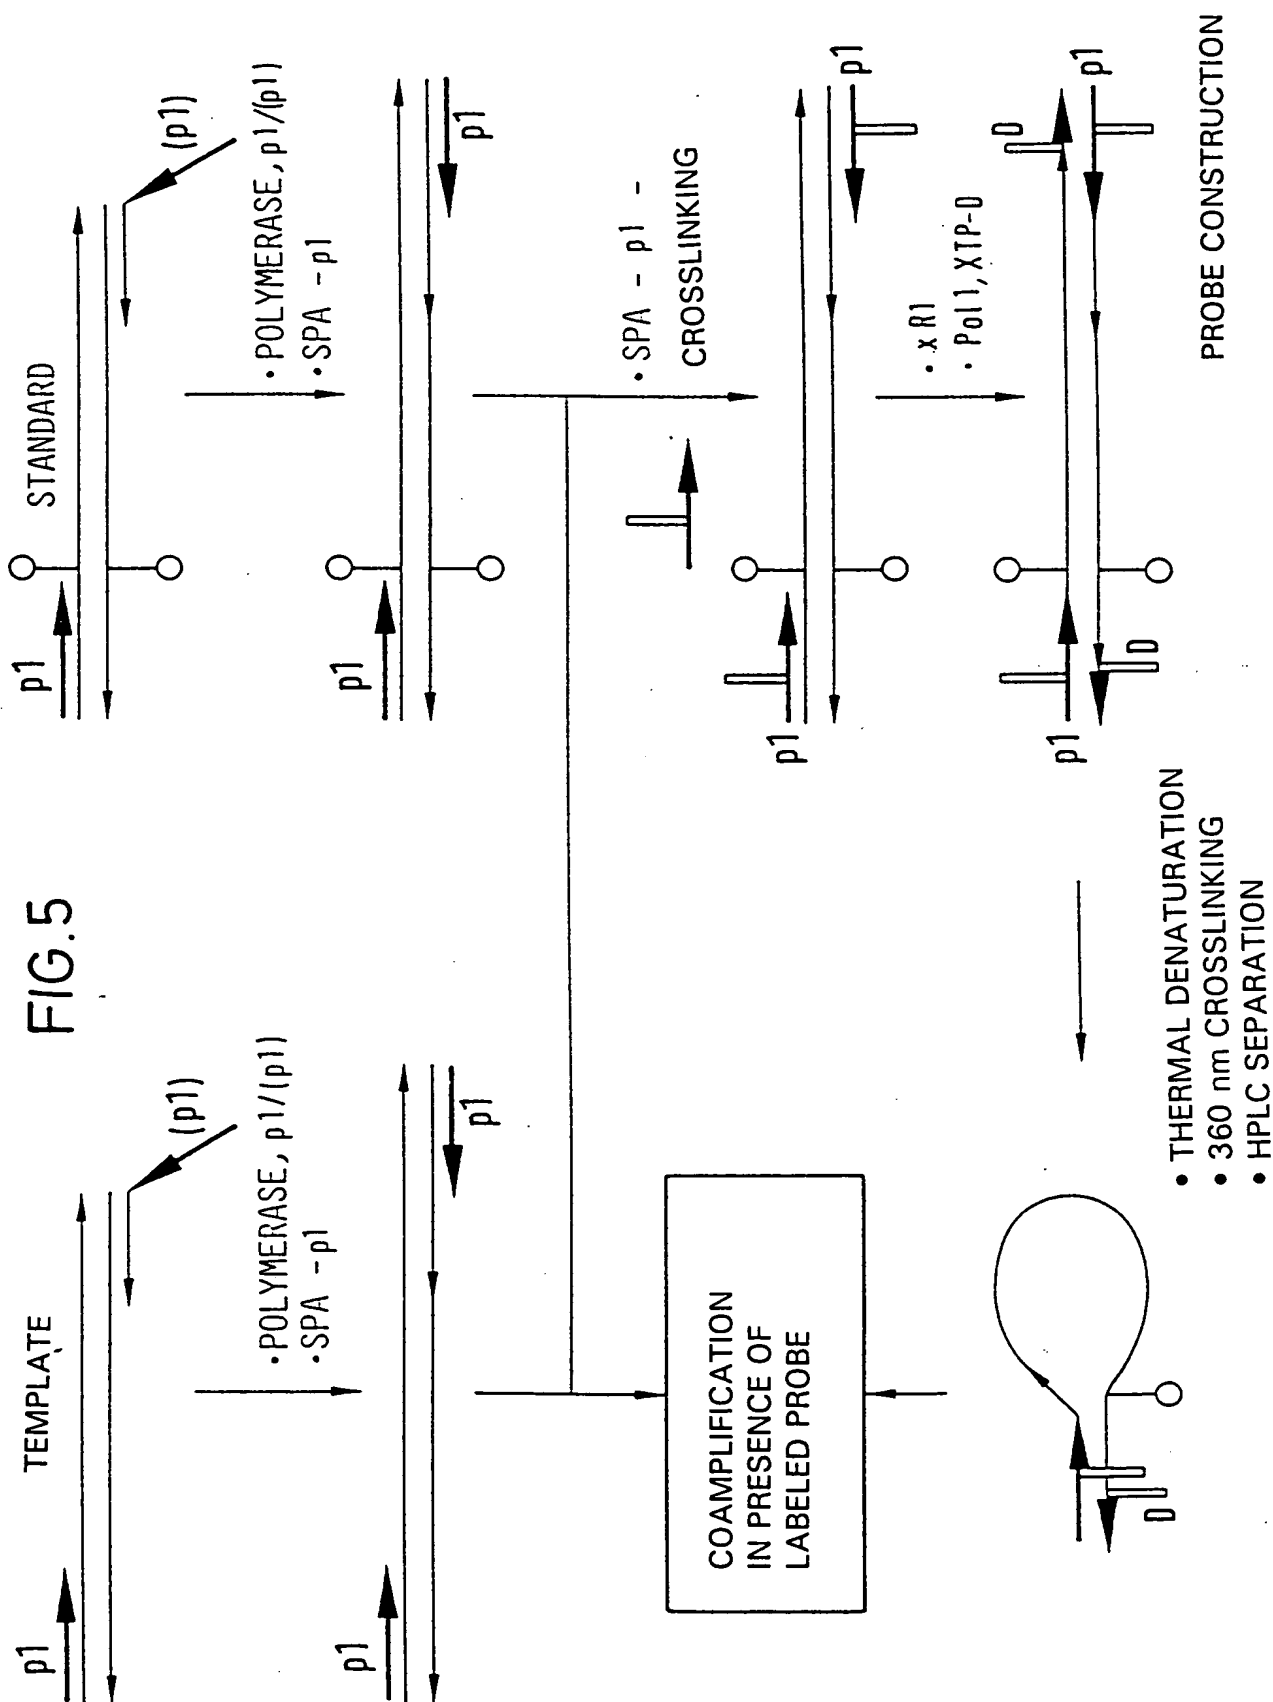 FIG.5
TEMPLATE
p1
(p1)
•POLYMERASE, p1/(p1)
•SPA -p1
p1
p1
COAMPLIFICATION
IN PRESENCE OF
LABELED PROBE
D
STANDARD
p1
(p1)
•POLYMERASE, p1/(p1)
•SPA -p1
p1
p1
•SPA - p1 -
CROSSLINKING
p1
p1
• xR1
• Pol1, XTP-D
p1
D
D
p1
PROBE CONSTRUCTION
• THERMAL DENATURATION
• 360 nm CROSSLINKING
• HPLC SEPARATION